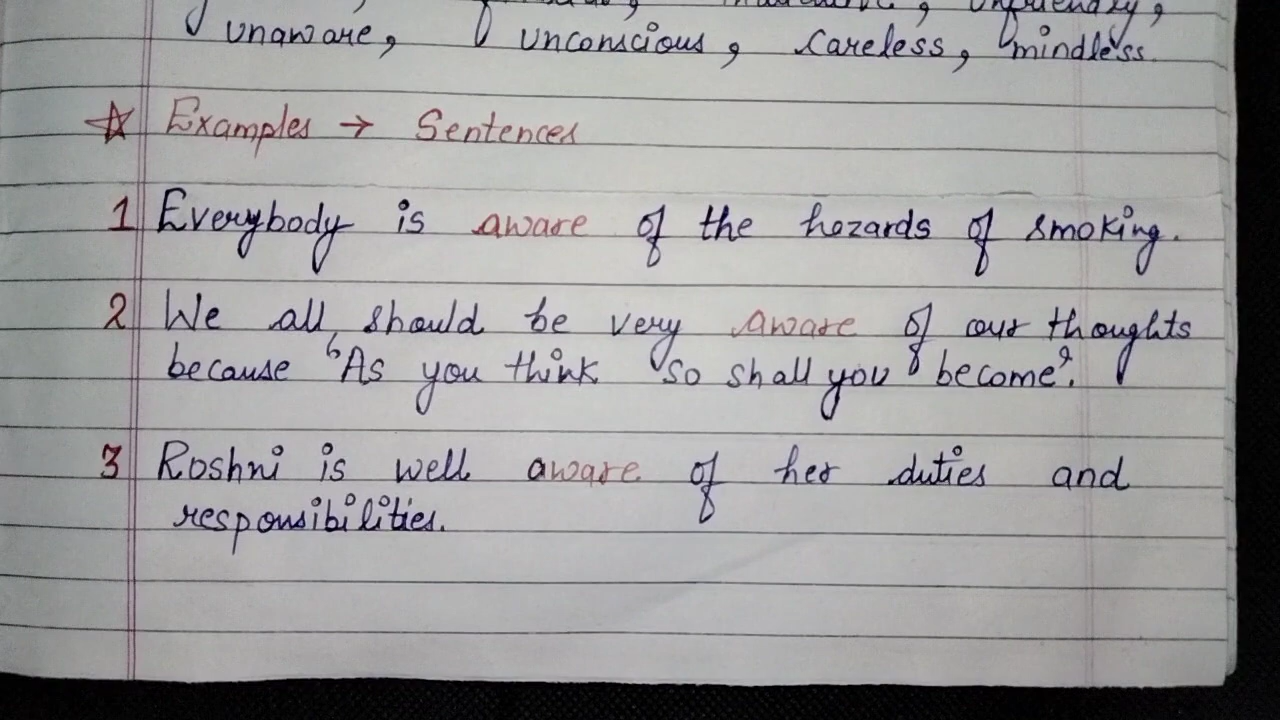 unfriendly,
unaware, unconscious, careless, mindless.
☆ Examples → Sentences
1 Everybody is aware of the hazards of smoking.
2 We all should be very aware of our thoughts
because 'As you think so shall you become'.
3 Roshni is well aware of her duties and
responsibilities.